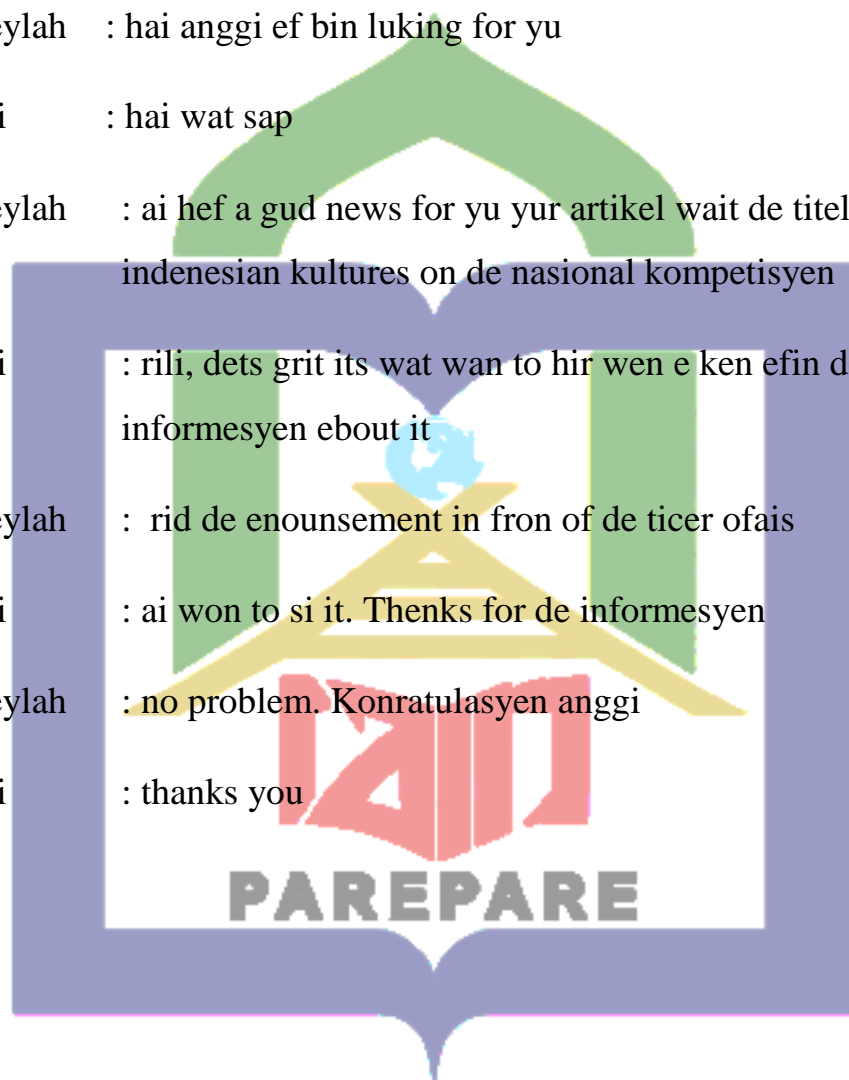 eylah : hai anggi ef bin luking for yu
i : hai wat sap
eylah : ai hef a gud news for yu yur artikel wait de titel
indenesian kultures on de nasional kompetisyen
i : rili, dets grit its wat wan to hir wen e ken efin d
informesyen ebout it
eylah : rid de enounsement in fron of de ticer ofais
i : ai won to si it. Thenks for de informesyen
eylah : no problem. Konratulasyen anggi
i : thanks you
iain
PAREPARE